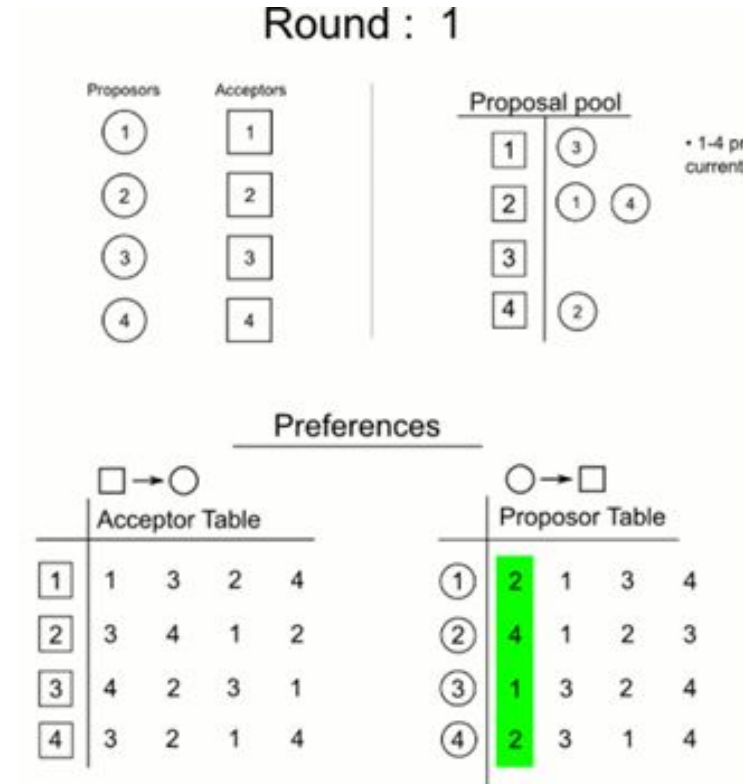 Round : 1
Proposors Acceptors
1 1
2 2
3 3
4 4
Proposal pool
1 3
2 1 4
3
4 2
• 1-4 pr
current
Preferences
Acceptor Table
1 1 3 2 4
2 3 4 1 2
3 4 2 3 1
4 3 2 1 4
Proposor Table
1 2 1 3 4
2 4 1 2 3
3 1 3 2 4
4 2 3 1 4